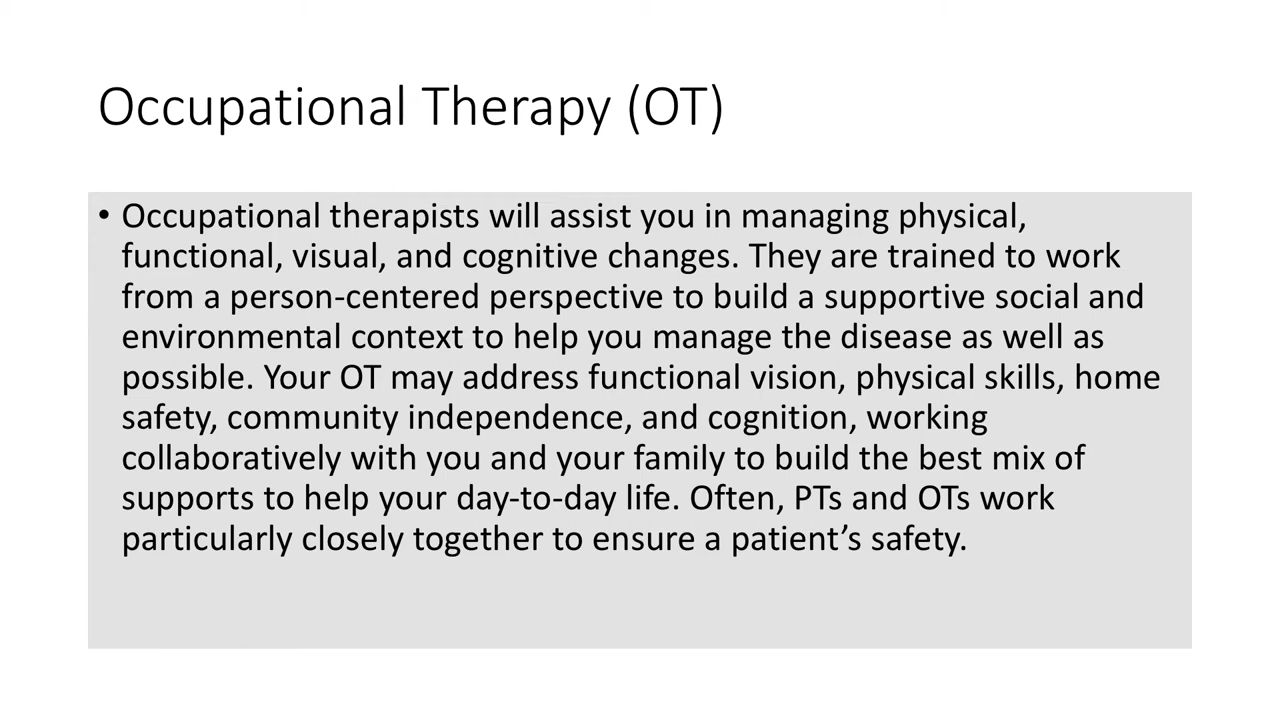 Occupational Therapy (OT)
• Occupational therapists will assist you in managing physical,
functional, visual, and cognitive changes. They are trained to work
from a person-centered perspective to build a supportive social and
environmental context to help you manage the disease as well as
possible. Your OT may address functional vision, physical skills, home
safety, community independence, and cognition, working
collaboratively with you and your family to build the best mix of
supports to help your day-to-day life. Often, PTs and OTs work
particularly closely together to ensure a patient’s safety.